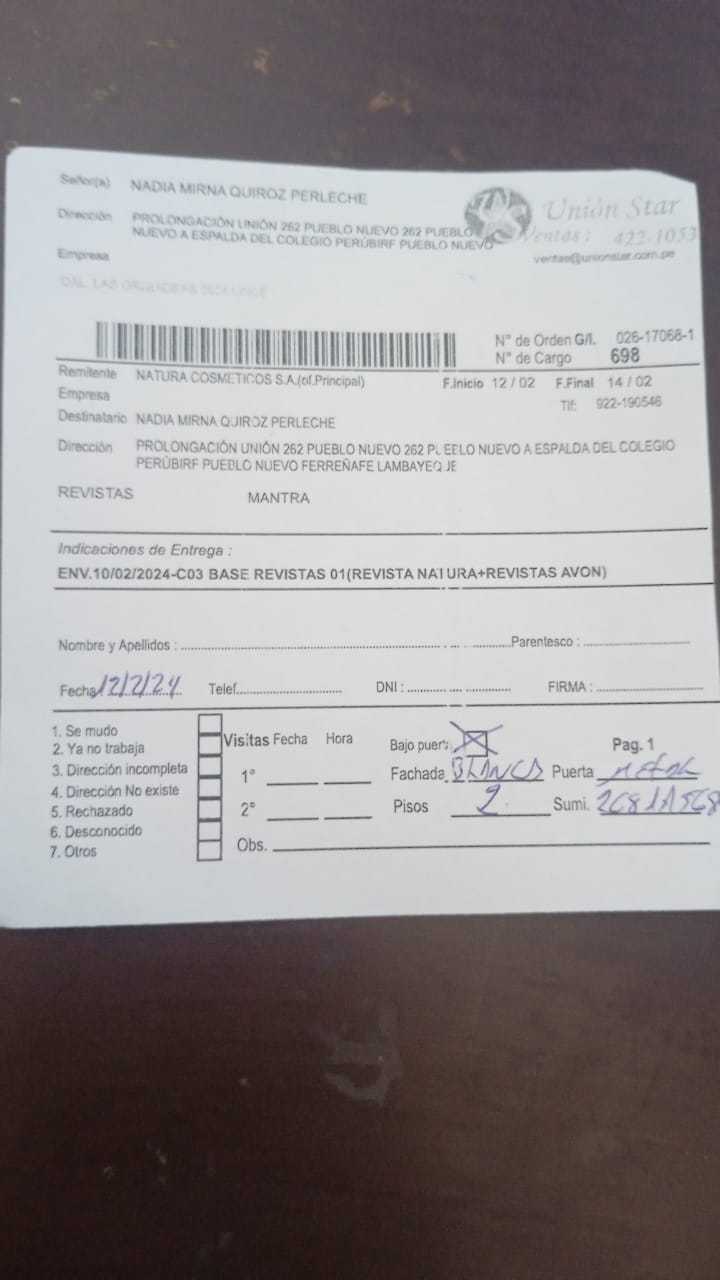 Señor(a) NADIA MIRNA QUIROZ PERLECHE
Unión Star
Dirección PROLONGACIÓN UNIÓN 262 PUEBLO NUEVO 262 PUEBLO
NUEVO A ESPALDA DEL COLEGIO PERÚBIRF PUEBLO NUEVO
Ventas: 422-1053
Empresa
ventas@unionstar.com.pe
N° de Orden G/I. 026-17068-1
N° de Cargo 698
Remitente NATURA COSMETICOS S.A.(of.Principal) F.Inicio 12 / 02 F.Final 14 / 02
Empresa Tlf: 922-190546
Destinatario NADIA MIRNA QUIROZ PERLECHE
Dirección PROLONGACIÓN UNIÓN 262 PUEBLO NUEVO 262 PUEBLO NUEVO A ESPALDA DEL COLEGIO
PERÚBIRF PUEBLO NUEVO FERREÑAFE LAMBAYEQUE
REVISTAS MANTRA
Indicaciones de Entrega :
ENV.10/02/2024-C03 BASE REVISTAS 01(REVISTA NATURA+REVISTAS AVON)
Nombre y Apellidos : Parentesco :
Fecha 12/2/24 Telef. DNI : FIRMA :
1. Se mudo
2. Ya no trabaja
3. Dirección incompleta
4. Dirección No existe
5. Rechazado
6. Desconocido
7. Otros
Visitas Fecha Hora
1°
2°
Obs.
Bajo puerta Pag. 1
Fachada BLANCO Puerta
Pisos 2 Sumi.